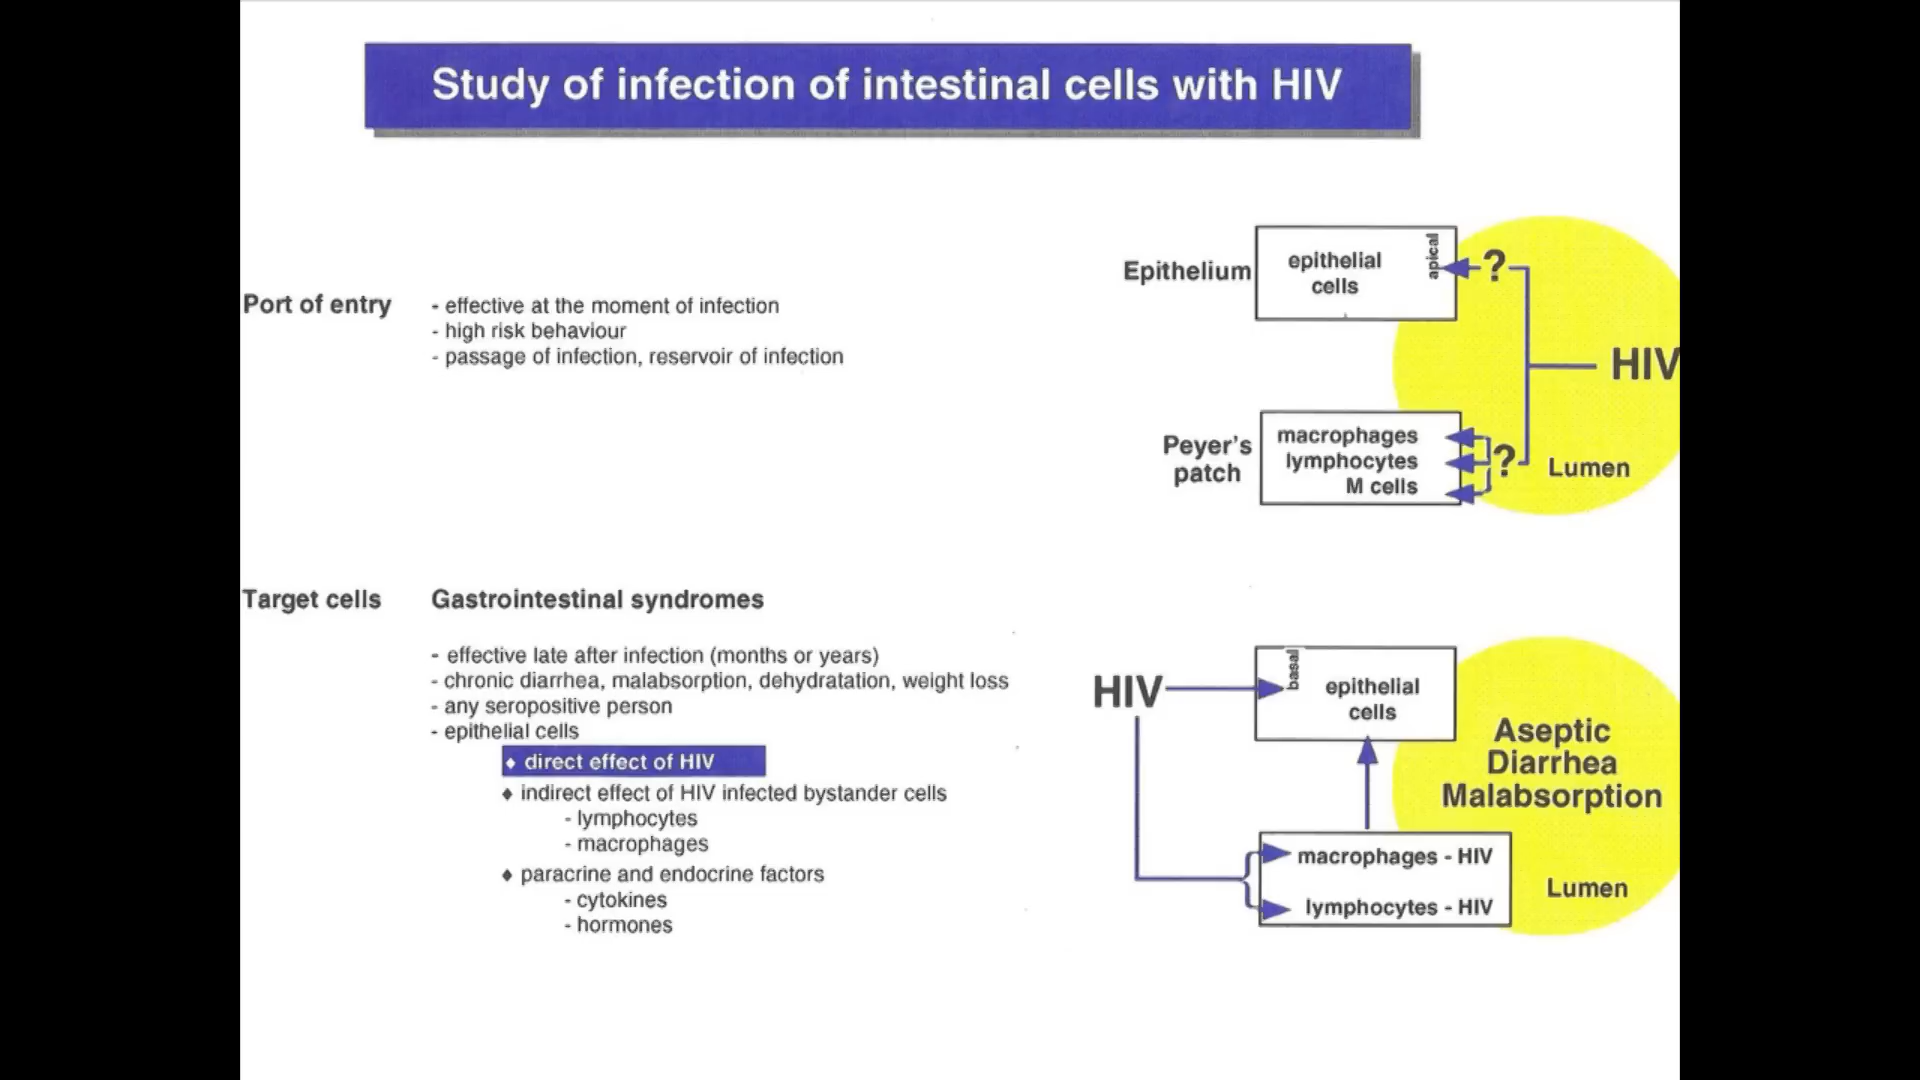 Study of infection of intestinal cells with HIV
Port of entry
- effective at the moment of infection
- high risk behaviour
- passage of infection, reservoir of infection
Epithelium
epithelial
cells
apical
?
HIV
Peyer's
patch
macrophages
lymphocytes
M cells
?
Lumen
Target cells
Gastrointestinal syndromes
- effective late after infection (months or years)
- chronic diarrhea, malabsorption, dehydratation, weight loss
- any seropositive person
- epithelial cells
♦ direct effect of HIV
♦ indirect effect of HIV infected bystander cells
- lymphocytes
- macrophages
♦ paracrine and endocrine factors
- cytokines
- hormones
HIV
basal
epithelial
cells
Aseptic
Diarrhea
Malabsorption
macrophages - HIV
lymphocytes - HIV
Lumen